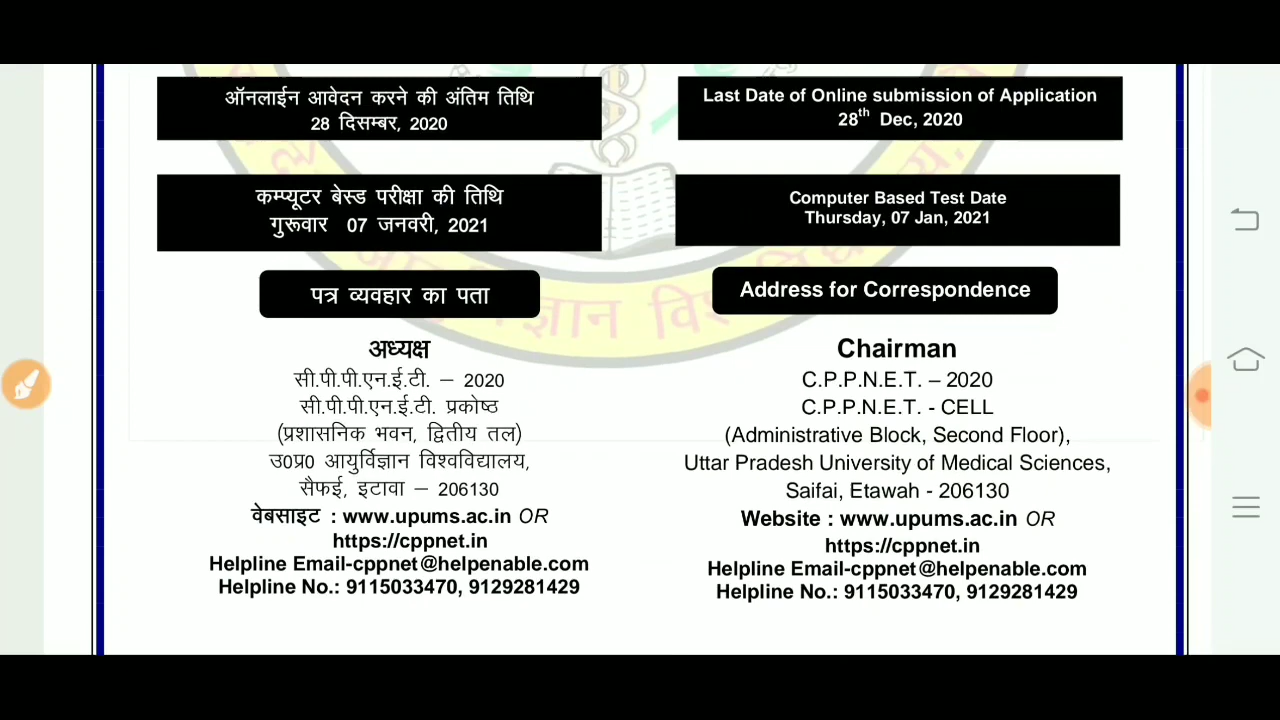 ऑनलाईन आवेदन करने की अंतिम तिथि
28 दिसम्बर, 2020
Last Date of Online submission of Application
28th Dec, 2020
कम्प्यूटर बेस्ड परीक्षा की तिथि
गुरूवार 07 जनवरी, 2021
Computer Based Test Date
Thursday, 07 Jan, 2021
पत्र व्यवहार का पता
अध्यक्ष
सी.पी.पी.एन.ई.टी. – 2020
सी.पी.पी.एन.ई.टी. प्रकोष्ठ
(प्रशासनिक भवन, द्वितीय तल)
उ0प्र0 आयुर्विज्ञान विश्वविद्यालय,
सैफई, इटावा – 206130
वेबसाइट : www.upums.ac.in OR
https://cppnet.in
Helpline Email-cppnet@helpenable.com
Helpline No.: 9115033470, 9129281429
Address for Correspondence
Chairman
C.P.P.N.E.T. – 2020
C.P.P.N.E.T. - CELL
(Administrative Block, Second Floor),
Uttar Pradesh University of Medical Sciences,
Saifai, Etawah - 206130
Website : www.upums.ac.in OR
https://cppnet.in
Helpline Email-cppnet@helpenable.com
Helpline No.: 9115033470, 9129281429